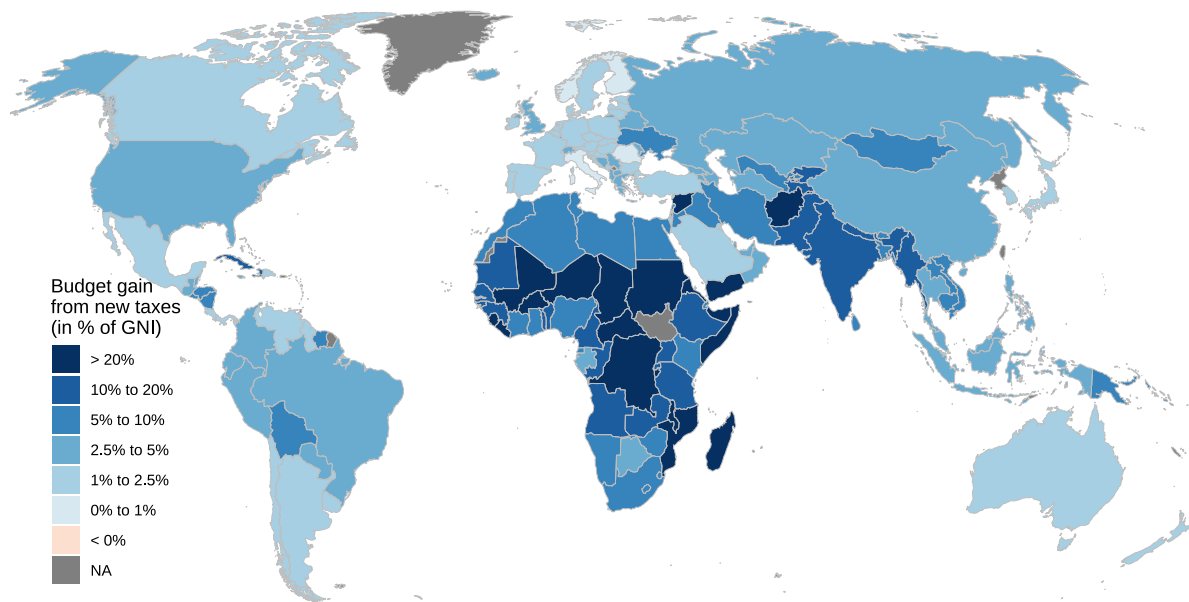 Budget gain
from new taxes
(in % of GNI)
> 20%
10% to 20%
5% to 10%
2.5% to 5%
1% to 2.5%
0% to 1%
< 0%
NA